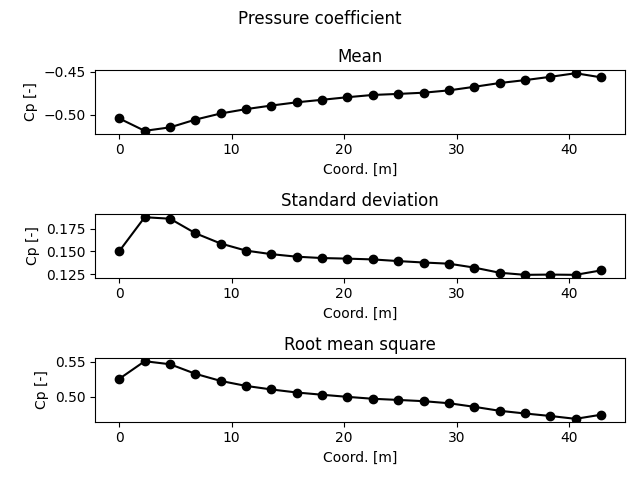 Pressure coefficient
Mean
−0.45
−0.50
Cp [-]
0 10 20 30 40
Coord. [m]
Standard deviation
0.175
0.150
0.125
Cp [-]
0 10 20 30 40
Coord. [m]
Root mean square
0.55
0.50
Cp [-]
0 10 20 30 40
Coord. [m]